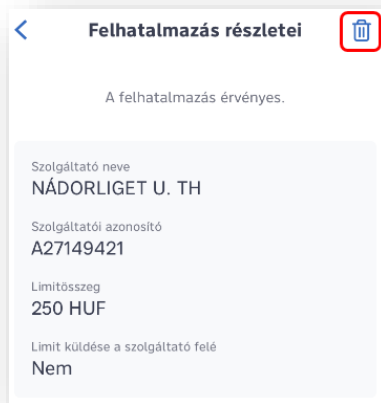 Felhatalmazás részletei
A felhatalmazás érvényes.
Szolgáltató neve
NÁDORLIGET U. TH
Szolgáltatói azonosító
A27149421
Limitösszeg
250 HUF
Limit küldése a szolgáltató felé
Nem